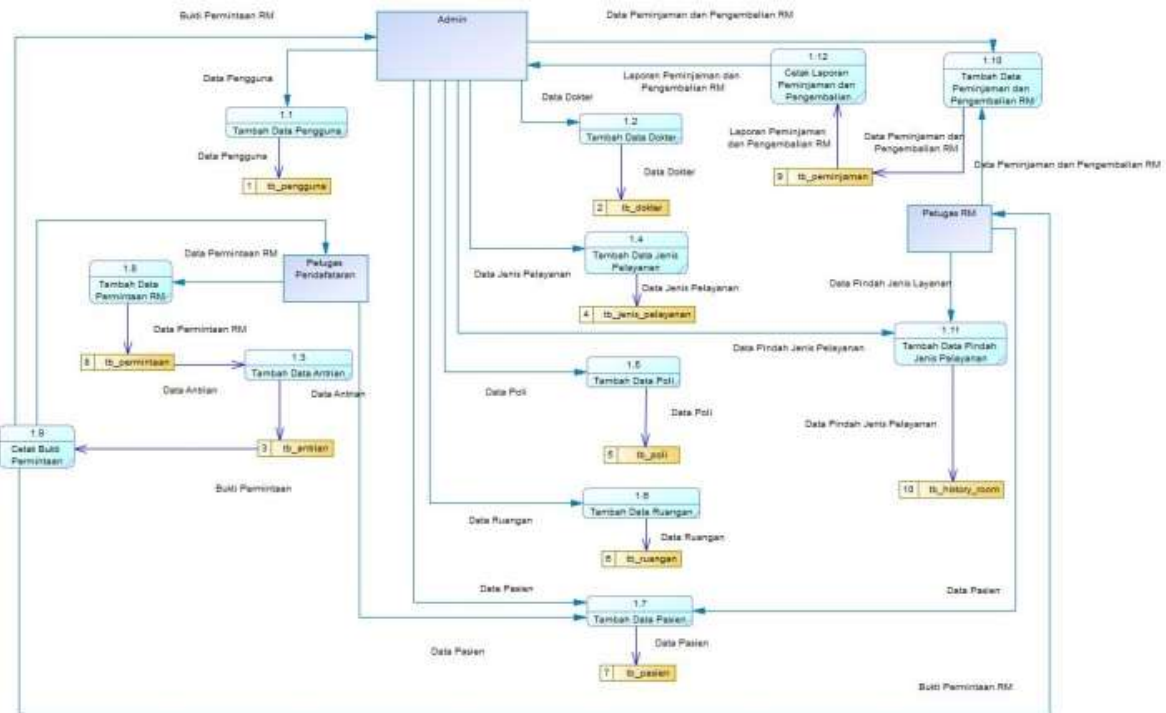 Bukti Permintaan RM
Admin
Data Peminjaman dan Pengembalian RM
Data Pengguna
1.1
Tambah Data Pengguna
Data Pengguna
1 tb_pengguna
Laporan Peminjaman dan
Pengembalian RM
1.12
Cetak Laporan
Peminjaman dan
Pengembalian
1.10
Tambah Data
Peminjaman dan
Pengembalian RM
Data Dokter
1.2
Tambah Data Dokter
Data Dokter
2 tb_dokter
Laporan Peminjaman
dan Pengembalian RM
Data Peminjaman dan
Pengembalian RM
Data Peminjaman dan Pengembalian RM
9 tb_peminjaman
Petugas RM
Data Permintaan RM
Petugas
Pendafataran
1.8
Tambah Data
Permintaan RM
Data Permintaan RM
8 tb_permintaan
1.3
Tambah Data Antrian
Data Antrian
Data Antrian
3 tb_antrian
1.9
Cetak Bukti
Permintaan
Bukti Permintaan
1.4
Tambah Data Jenis
Pelayanan
Data Jenis Pelayanan
Data Jenis Pelayanan
4 tb_jenis_pelayanan
Data Pindah Jenis Layanan
1.11
Tambah Data Pindah
Jenis Pelayanan
Data Pindah Jenis Pelayanan
Data Pindah Jenis Pelayanan
10 tb_history_room
1.5
Tambah Data Poli
Data Poli
Data Poli
5 tb_poli
1.6
Tambah Data Ruangan
Data Ruangan
Data Ruangan
6 tb_ruangan
Data Pasien
1.7
Tambah Data Pasien
Data Pasien
Data Pasien
Data Pasien
7 tb_pasien
Bukti Permintaan RM